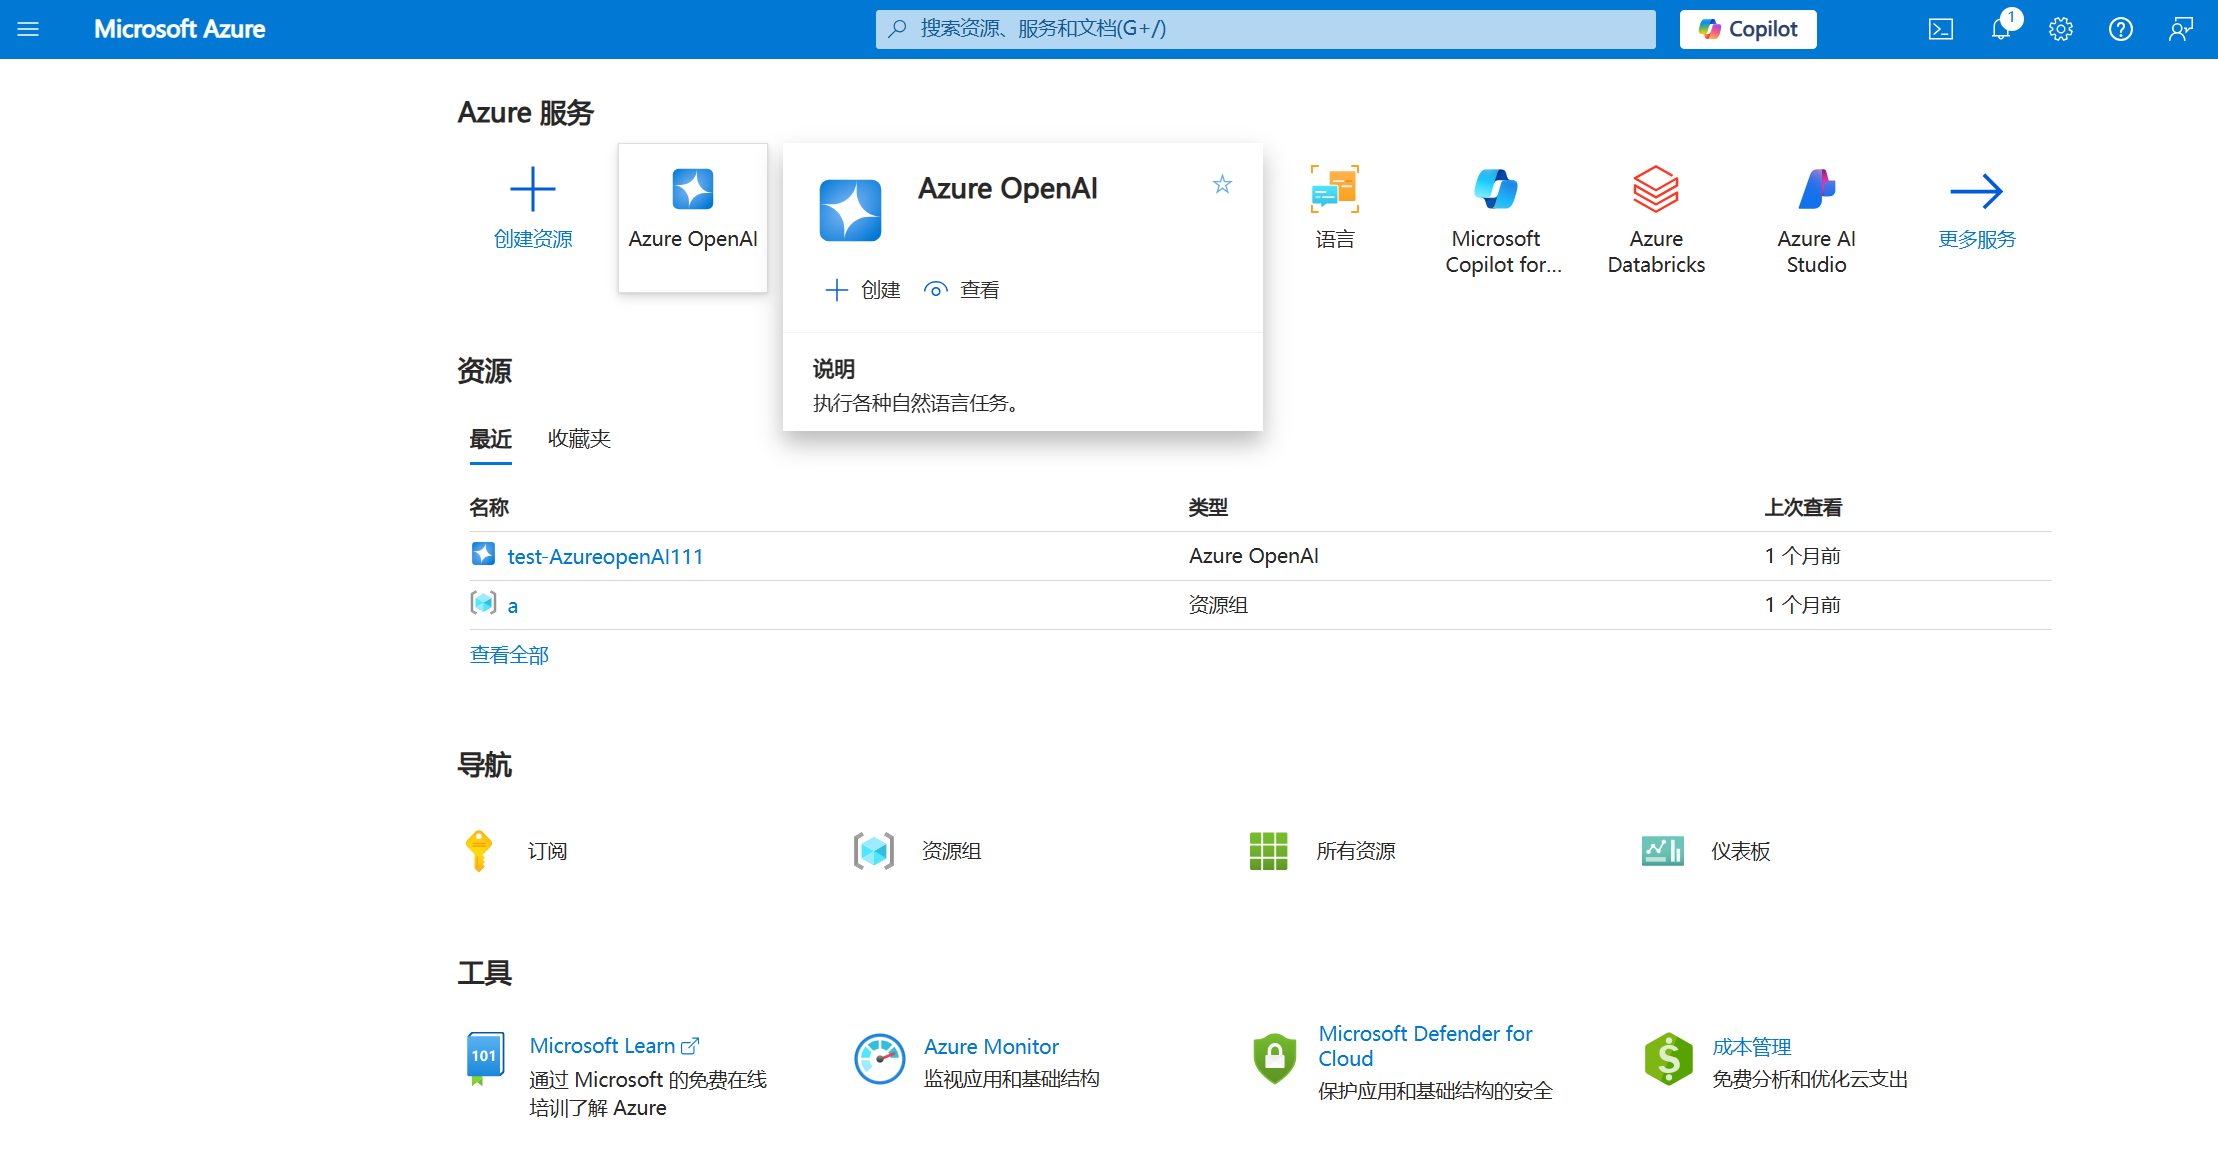 Microsoft Azure
搜索资源、服务和文档(G+/)
Copilot
1
Azure 服务
创建资源
Azure OpenAI
Azure OpenAI
创建
查看
说明
执行各种自然语言任务。
语言
Microsoft
Copilot for...
Azure
Databricks
Azure AI
Studio
更多服务
资源
最近
收藏夹
名称
类型
上次查看
test-AzureopenAI111
Azure OpenAI
1 个月前
a
资源组
1 个月前
查看全部
导航
订阅
资源组
所有资源
仪表板
工具
101
Microsoft Learn
通过 Microsoft 的免费在线
培训了解 Azure
Azure Monitor
监视应用和基础结构
Microsoft Defender for
Cloud
保护应用和基础结构的安全
成本管理
免费分析和优化云支出